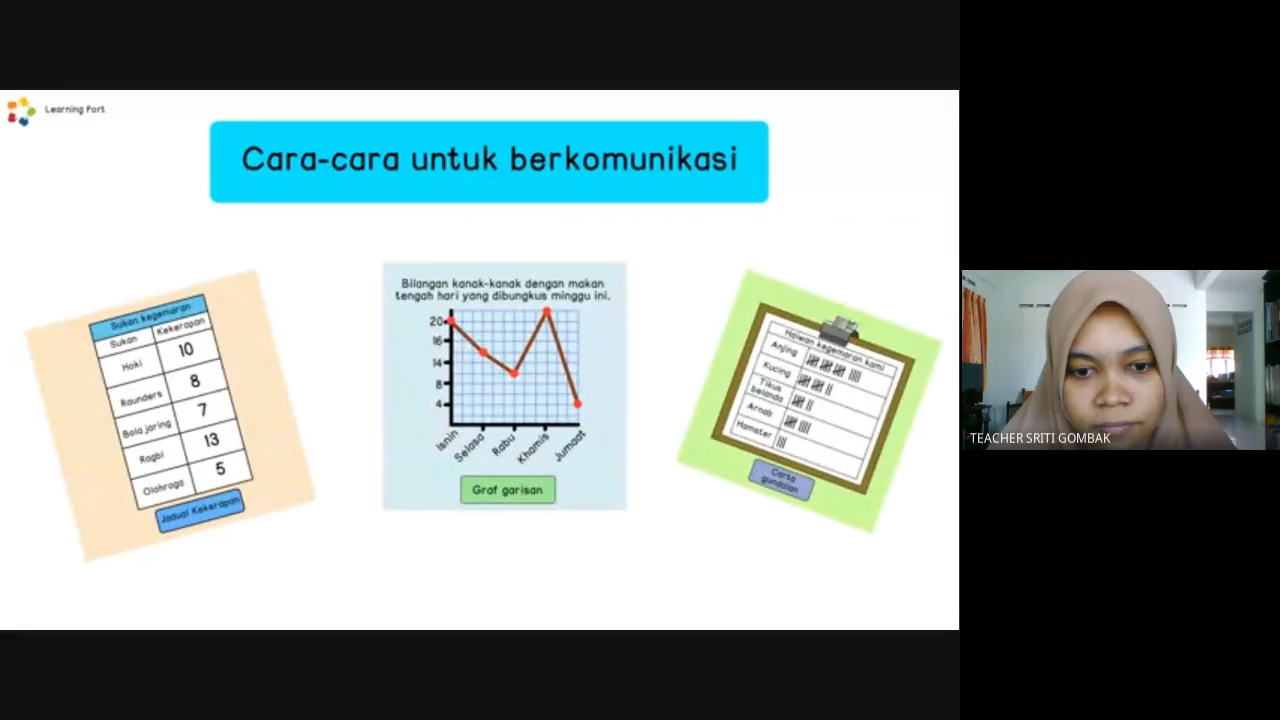 Learning Port
Cara-cara untuk berkomunikasi
Sukan kegemaran
Sukan Kekerapan
Hoki 10
Raunders 8
Bola jaring 7
Ragbi 13
Olahraga 5
Jadual Kekerapan
Bilangan kanak-kanak dengan makan
tengah hari yang dibungkus minggu ini.
20
16
14
8
4
Isnin Selasa Rabu Khamis Jumaat
Graf garisan
Haiwan kegemaran kami
Anjing
Kucing
Tikus
belanda
Arnab
Hamster
Carta
gundalan
TEACHER SRITI GOMBAK